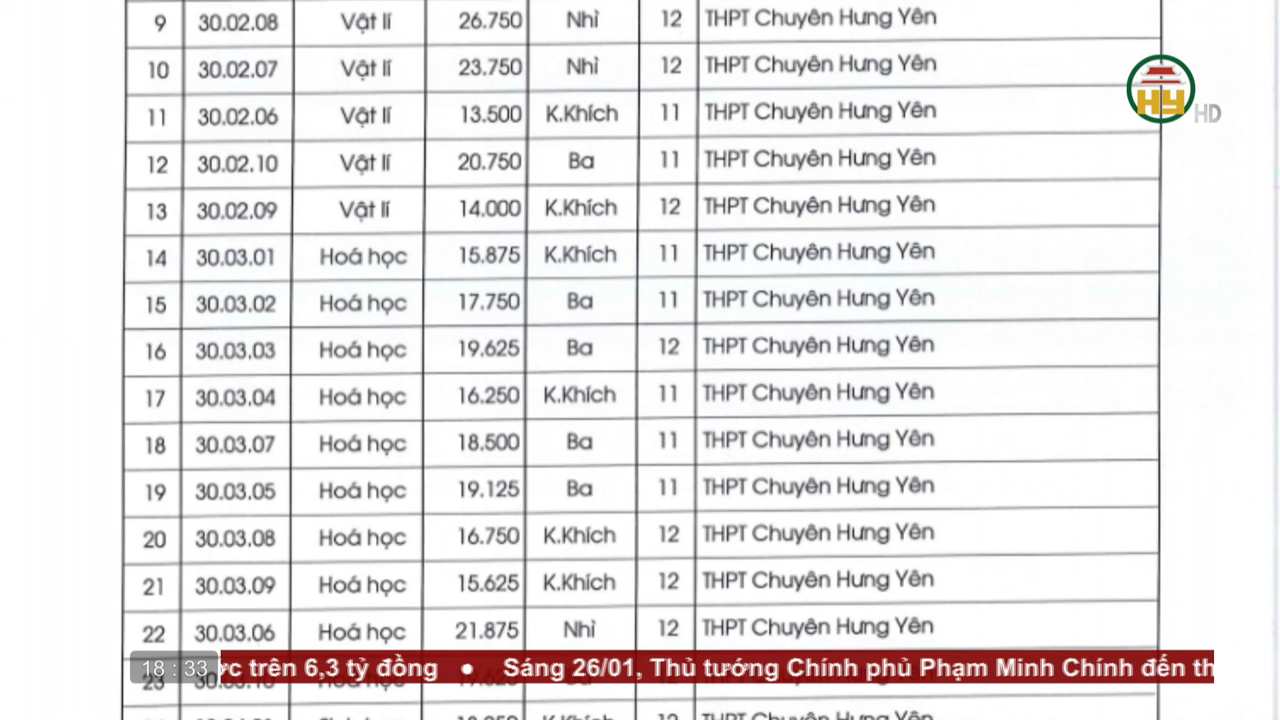 9 30.02.08 Vật lí 26.750 Nhì 12 THPT Chuyên Hưng Yên
10 30.02.07 Vật lí 23.750 Nhì 12 THPT Chuyên Hưng Yên
11 30.02.06 Vật lí 13.500 K.Khích 11 THPT Chuyên Hưng Yên
12 30.02.10 Vật lí 20.750 Ba 11 THPT Chuyên Hưng Yên
13 30.02.09 Vật lí 14.000 K.Khích 12 THPT Chuyên Hưng Yên
14 30.03.01 Hoá học 15.875 K.Khích 11 THPT Chuyên Hưng Yên
15 30.03.02 Hoá học 17.750 Ba 11 THPT Chuyên Hưng Yên
16 30.03.03 Hoá học 19.625 Ba 12 THPT Chuyên Hưng Yên
17 30.03.04 Hoá học 16.250 K.Khích 11 THPT Chuyên Hưng Yên
18 30.03.07 Hoá học 18.500 Ba 11 THPT Chuyên Hưng Yên
19 30.03.05 Hoá học 19.125 Ba 11 THPT Chuyên Hưng Yên
20 30.03.08 Hoá học 16.750 K.Khích 12 THPT Chuyên Hưng Yên
21 30.03.09 Hoá học 15.625 K.Khích 12 THPT Chuyên Hưng Yên
22 30.03.06 Hoá học 21.875 Nhì 12 THPT Chuyên Hưng Yên
23
HY HD
18 : 33 ợc trên 6,3 tỷ đồng • Sáng 26/01, Thủ tướng Chính phủ Phạm Minh Chính đến th